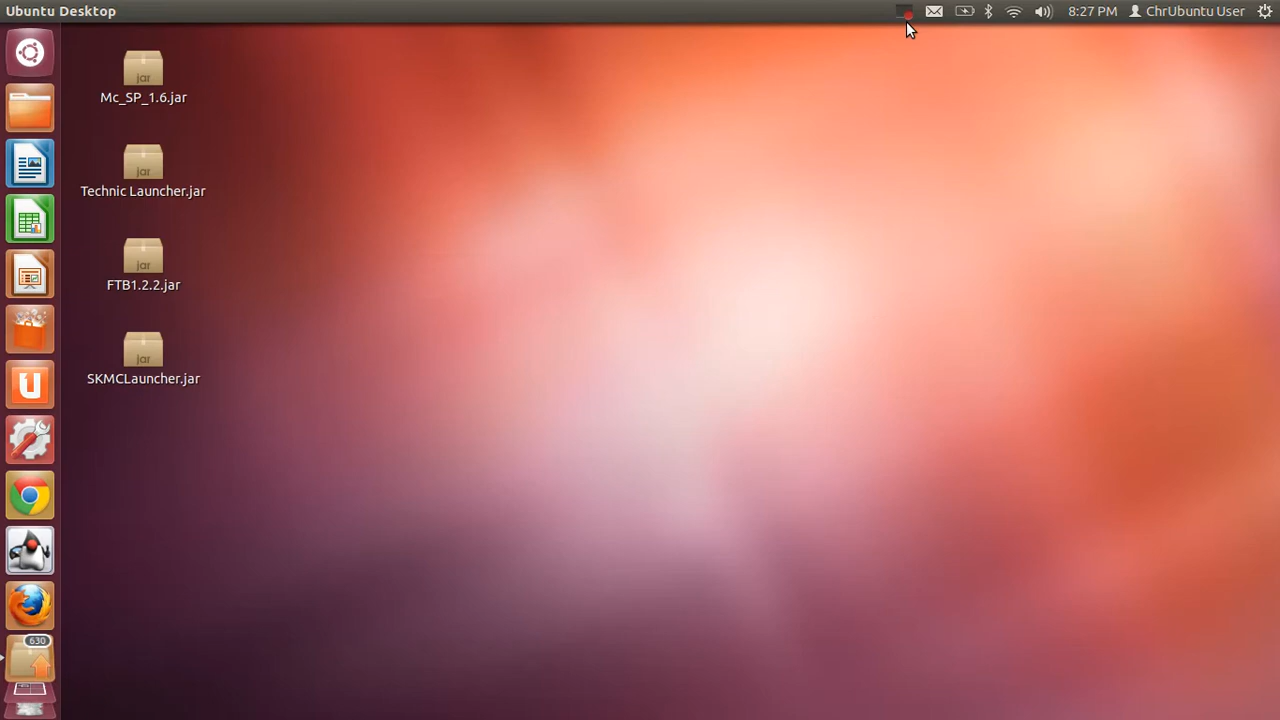 Ubuntu Desktop
8:27 PM
ChrUbuntu User
jar
Mc_SP_1.6.jar
jar
Technic Launcher.jar
jar
FTB1.2.2.jar
jar
SKMCLauncher.jar
630